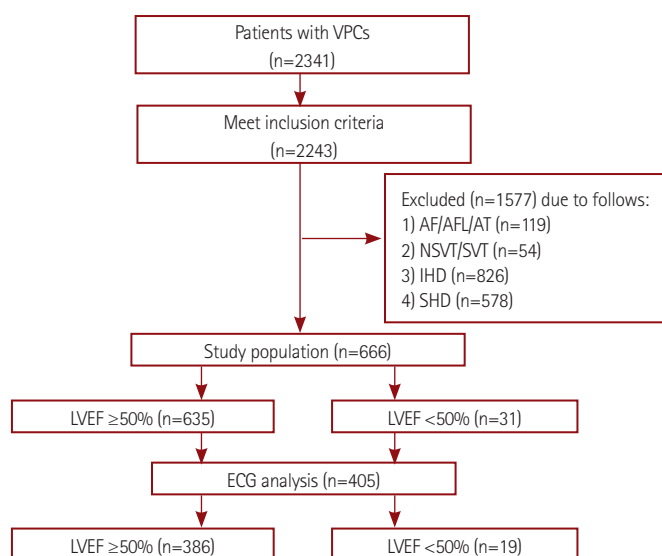 Patients with VPCs
(n=2341)
Meet inclusion criteria
(n=2243)
Excluded (n=1577) due to follows:
1) AF/AFL/AT (n=119)
2) NSVT/SVT (n=54)
3) IHD (n=826)
4) SHD (n=578)
Study population (n=666)
LVEF ≥50% (n=635)
LVEF <50% (n=31)
ECG analysis (n=405)
LVEF ≥50% (n=386)
LVEF <50% (n=19)